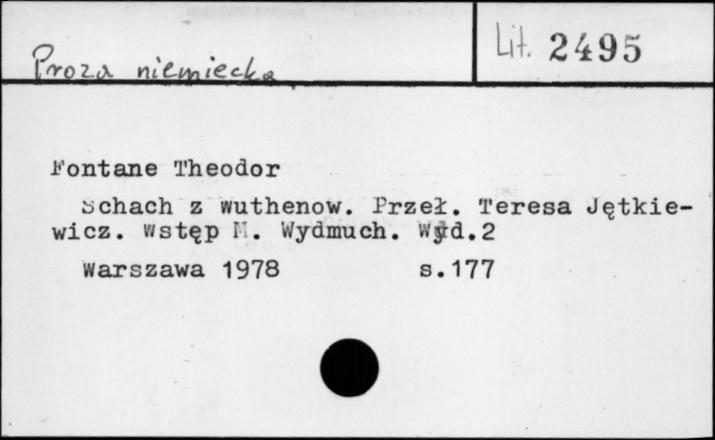 Proza niemiecka
Lit. 2495
Fontane Theodor
Schach z Wuthenow. Przeł. Teresa Jętkie-
wicz. Wstęp M. Wydmuch. Wyd.2
Warszawa 1978 s.177